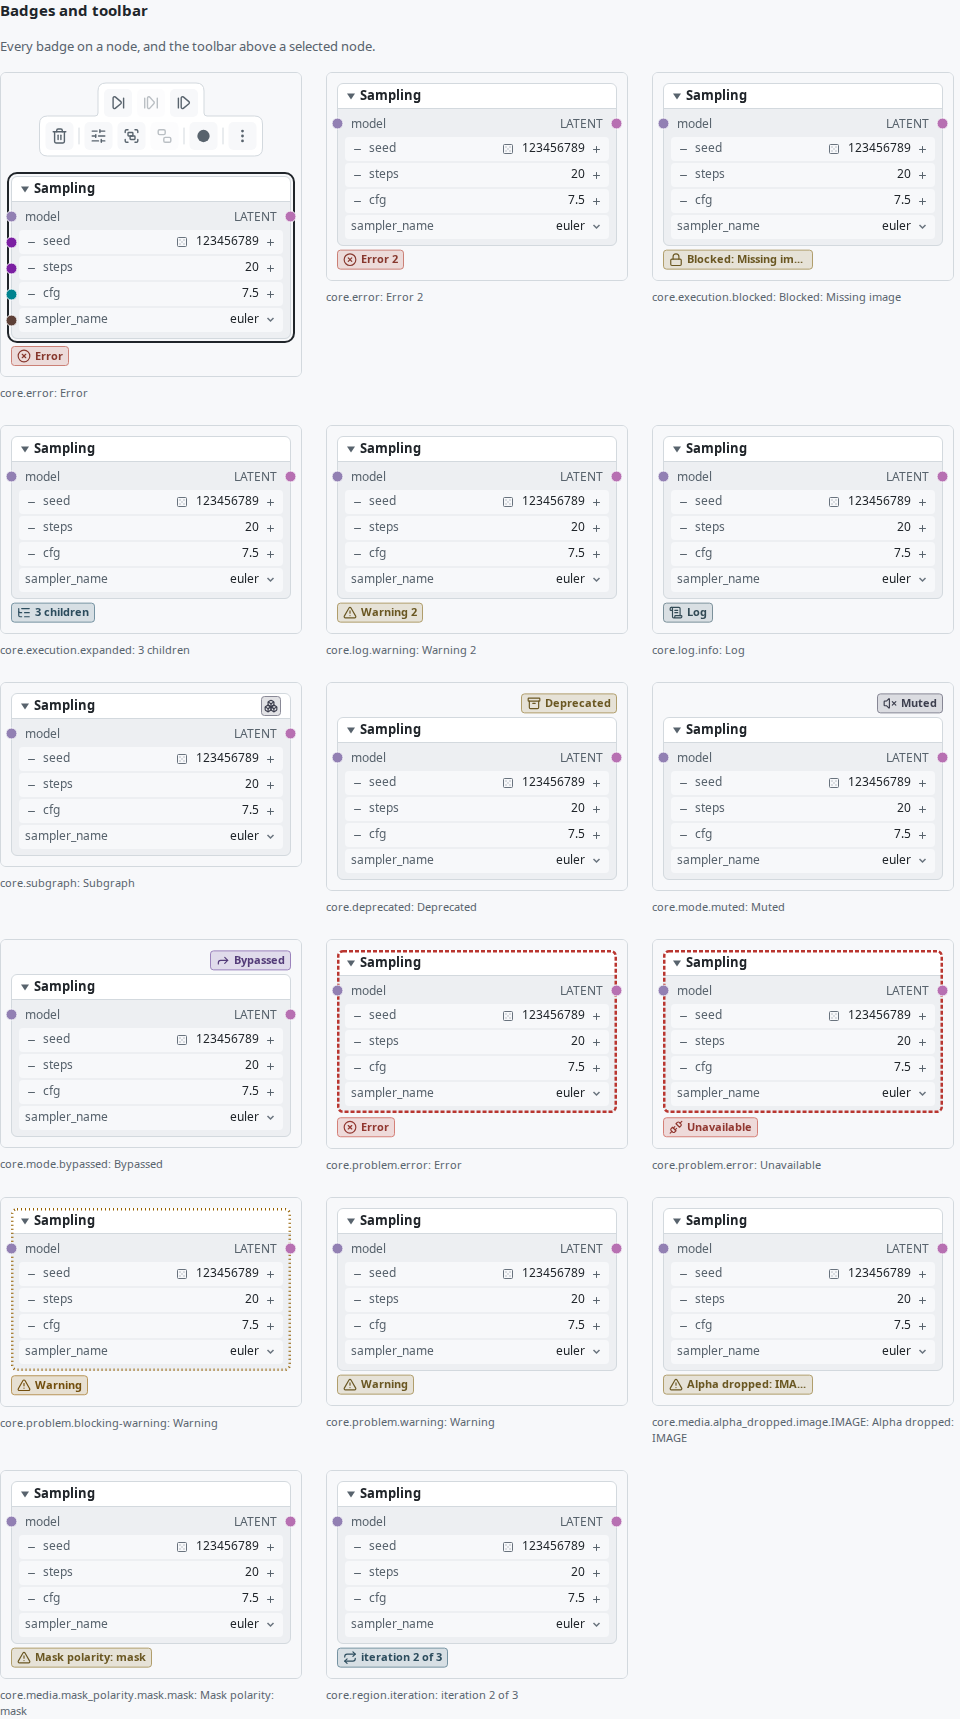 Badges and toolbar
Every badge on a node, and the toolbar above a selected node.
Sampling
model LATENT
– seed 123456789 +
– steps 20 +
– cfg 7.5 +
sampler_name euler
Error
core.error: Error
Sampling
model LATENT
– seed 123456789 +
– steps 20 +
– cfg 7.5 +
sampler_name euler
Error 2
core.error: Error 2
Sampling
model LATENT
– seed 123456789 +
– steps 20 +
– cfg 7.5 +
sampler_name euler
Blocked: Missing im...
core.execution.blocked: Blocked: Missing image
Sampling
model LATENT
– seed 123456789 +
– steps 20 +
– cfg 7.5 +
sampler_name euler
3 children
core.execution.expanded: 3 children
Sampling
model LATENT
– seed 123456789 +
– steps 20 +
– cfg 7.5 +
sampler_name euler
Warning 2
core.log.warning: Warning 2
Sampling
model LATENT
– seed 123456789 +
– steps 20 +
– cfg 7.5 +
sampler_name euler
Log
core.log.info: Log
Sampling
model LATENT
– seed 123456789 +
– steps 20 +
– cfg 7.5 +
sampler_name euler
core.subgraph: Subgraph
Deprecated
Sampling
model LATENT
– seed 123456789 +
– steps 20 +
– cfg 7.5 +
sampler_name euler
core.deprecated: Deprecated
Muted
Sampling
model LATENT
– seed 123456789 +
– steps 20 +
– cfg 7.5 +
sampler_name euler
core.mode.muted: Muted
Bypassed
Sampling
model LATENT
– seed 123456789 +
– steps 20 +
– cfg 7.5 +
sampler_name euler
core.mode.bypassed: Bypassed
Sampling
model LATENT
– seed 123456789 +
– steps 20 +
– cfg 7.5 +
sampler_name euler
Error
core.problem.error: Error
Sampling
model LATENT
– seed 123456789 +
– steps 20 +
– cfg 7.5 +
sampler_name euler
Unavailable
core.problem.error: Unavailable
Sampling
model LATENT
– seed 123456789 +
– steps 20 +
– cfg 7.5 +
sampler_name euler
Warning
core.problem.blocking-warning: Warning
Sampling
model LATENT
– seed 123456789 +
– steps 20 +
– cfg 7.5 +
sampler_name euler
Warning
core.problem.warning: Warning
Sampling
model LATENT
– seed 123456789 +
– steps 20 +
– cfg 7.5 +
sampler_name euler
Alpha dropped: IMA...
core.media.alpha_dropped.image.IMAGE: Alpha dropped:
IMAGE
Sampling
model LATENT
– seed 123456789 +
– steps 20 +
– cfg 7.5 +
sampler_name euler
Mask polarity: mask
core.media.mask_polarity.mask.mask: Mask polarity:
mask
Sampling
model LATENT
– seed 123456789 +
– steps 20 +
– cfg 7.5 +
sampler_name euler
iteration 2 of 3
core.region.iteration: iteration 2 of 3